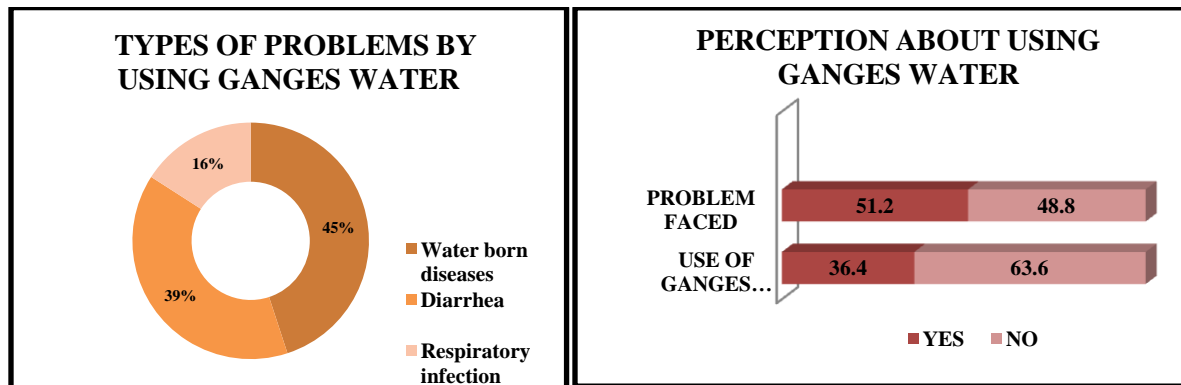 TYPES OF PROBLEMS BY
USING GANGES WATER
16%
45%
39%
Water born
diseases
Diarrhea
Respiratory
infection
PERCEPTION ABOUT USING
GANGES WATER
PROBLEM
FACED
51.2
48.8
USE OF
GANGES…
36.4
63.6
YES
NO